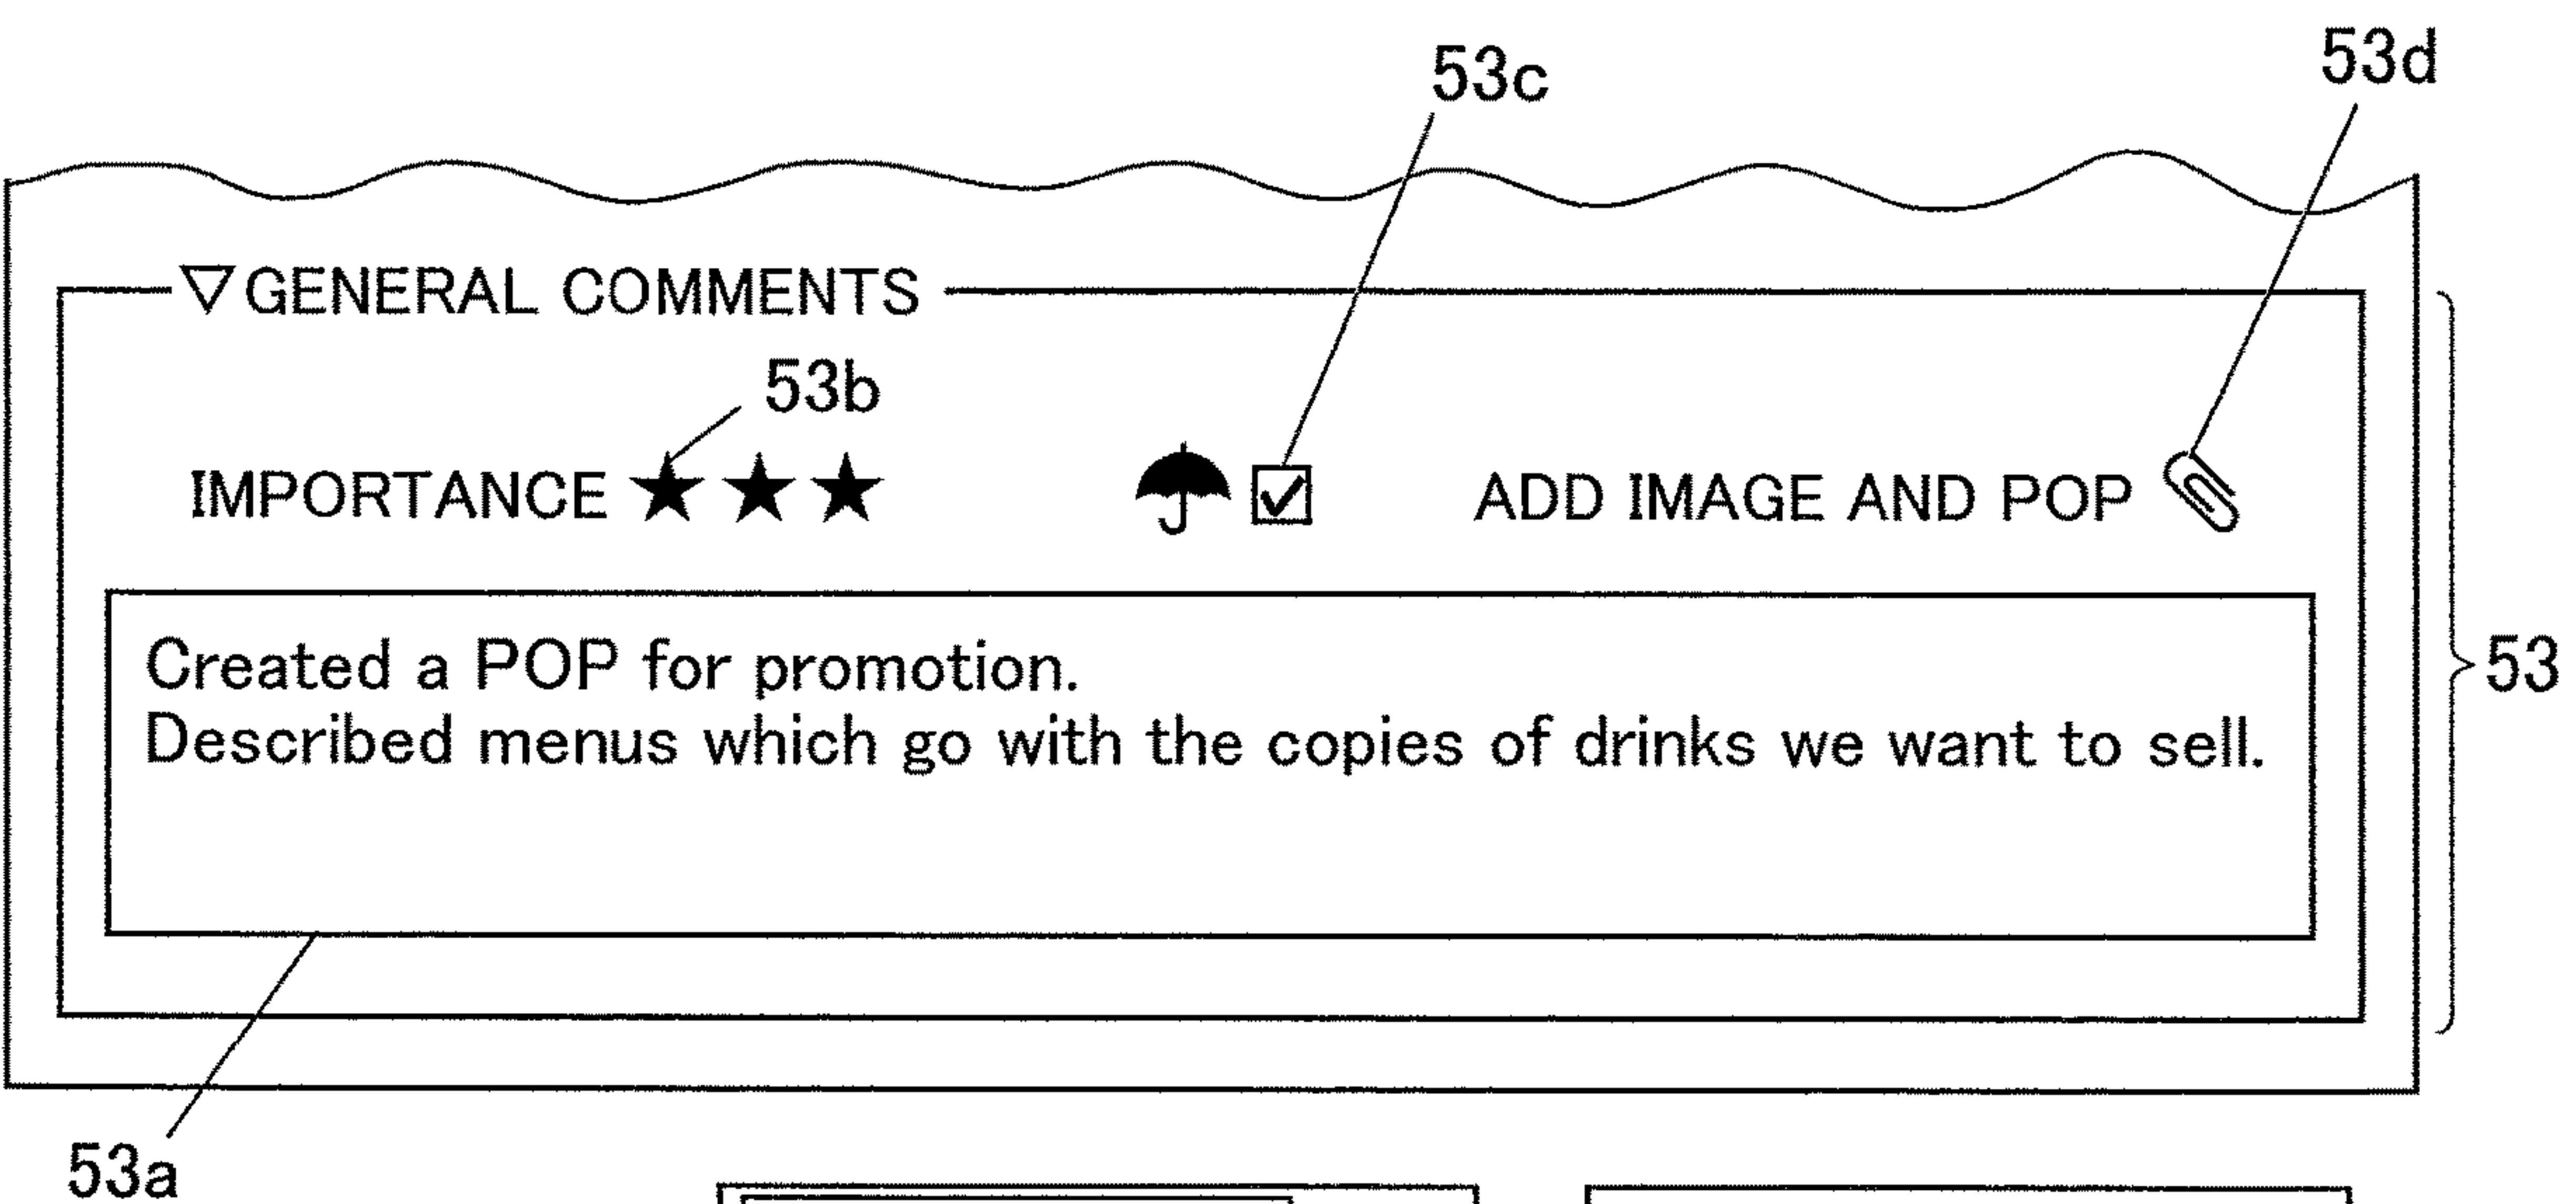 53c
53d
▽GENERAL COMMENTS
53b
IMPORTANCE ★★★ ☂ ☑ ADD IMAGE AND POP
Created a POP for promotion.
Described menus which go with the copies of drinks we want to sell.
53
53a